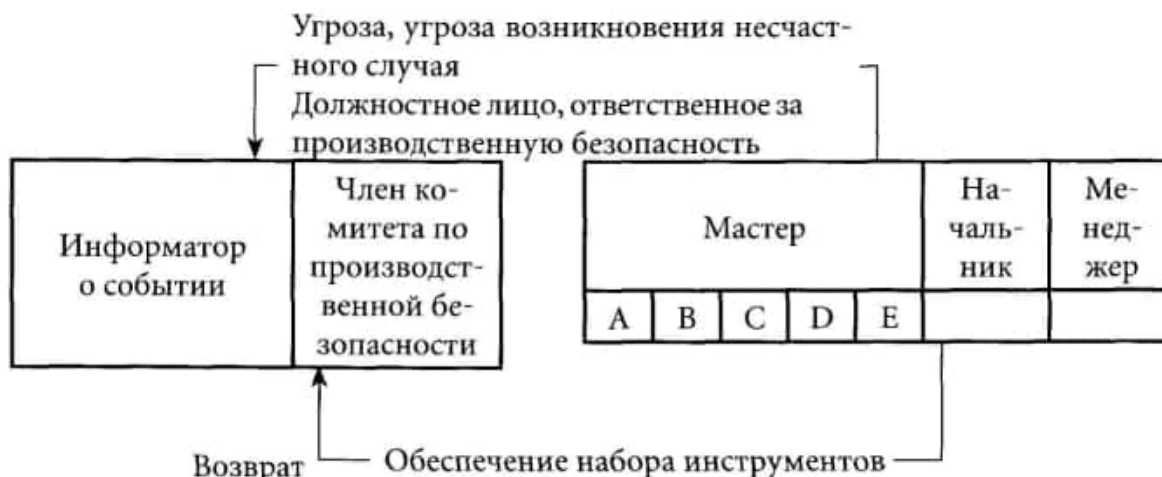 Угроза, угроза возникновения несчаст-
ного случая
Должностное лицо, ответственное за
производственную безопасность
Информатор
о событии
Член ко-
митета по
производст-
венной бе-
зопасности
Мастер
На-
чаль-
ник
Ме-
нед-
жер
A B C D E
Возврат
Обеспечение набора инструментов